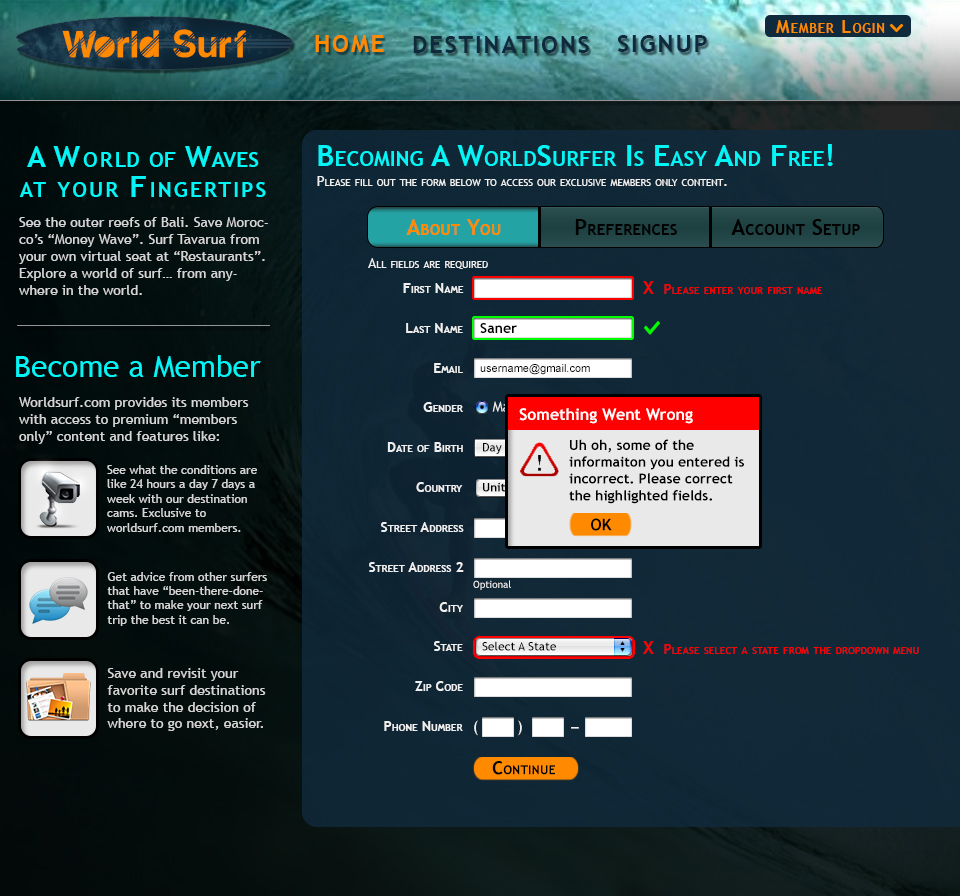 World Surf
HOME
DESTINATIONS
SIGNUP
Member Login
A World of Waves
at your Fingertips
See the outer reefs of Bali. Save Moroc-
co's “Money Wave”. Surf Tavarua from
your own virtual seat at “Restaurants”.
Explore a world of surf... from any-
where in the world.
Become a Member
Worldsurf.com provides its members
with access to premium “members
only” content and features like:
See what the conditions are
like 24 hours a day 7 days a
week with our destination
cams. Exclusive to
worldsurf.com members.
Get advice from other surfers
that have “been-there-done-
that” to make your next surf
trip the best it can be.
Save and revisit your
favorite surf destinations
to make the decision of
where to go next, easier.
Becoming A WorldSurfer Is Easy And Free!
Please fill out the form below to access our exclusive members only content.
About You
Preferences
Account Setup
All fields are required
First Name
X Please enter your first name
Last Name
Saner
Email
username@gmail.com
Gender
Date of Birth
Day
Country
Street Address
Something Went Wrong
Uh oh, some of the
informaiton you entered is
incorrect. Please correct
the highlighted fields.
OK
Street Address 2
Optional
City
State
Select A State
X Please select a state from the dropdown menu
Zip Code
Phone Number ( ) –
Continue